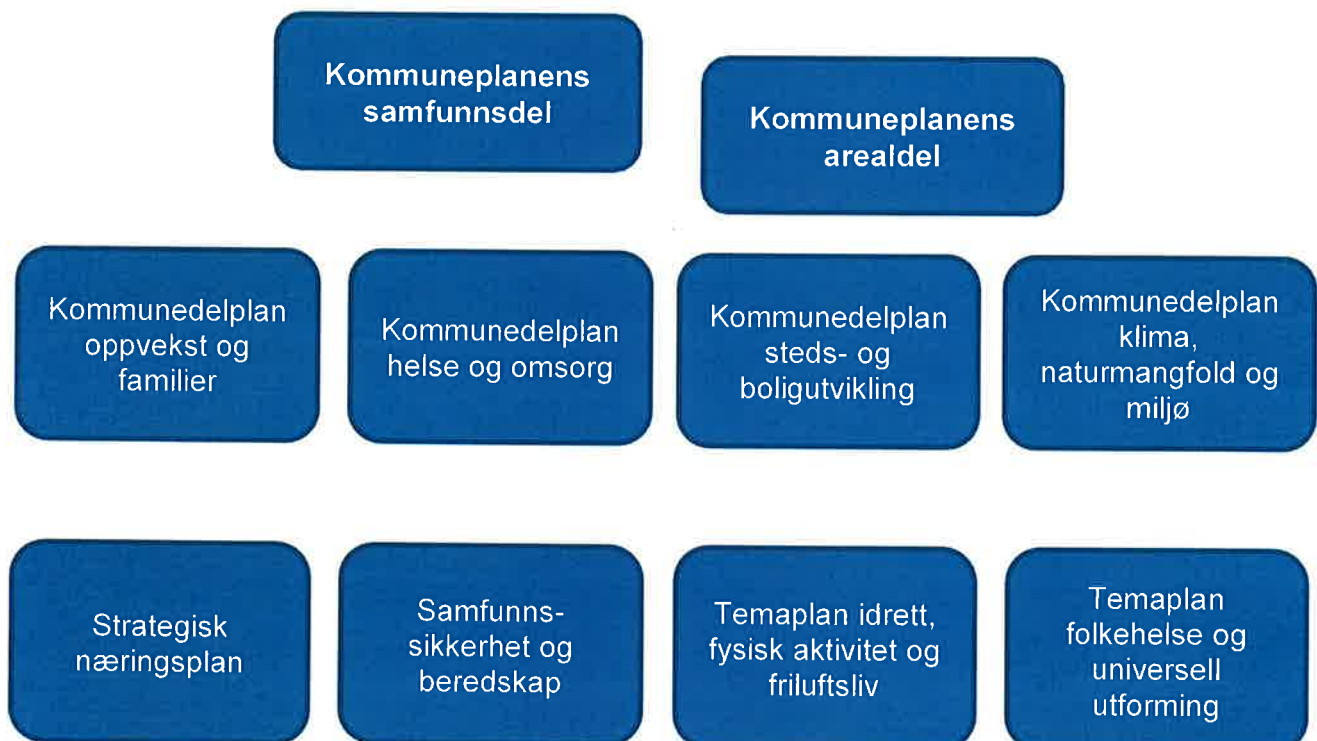 Kommuneplanens
samfunnsdel
Kommuneplanens
arealdel
Kommunedelplan
oppvekst og
familier
Kommunedelplan
helse og omsorg
Kommunedelplan
steds- og
boligutvikling
Kommunedelplan
klima,
naturmangfold og
miljø
Strategisk
næringsplan
Samfunns-
sikkerhet og
beredskap
Temaplan idrett,
fysisk aktivitet og
friluftsliv
Temaplan
folkehelse og
universell
utforming